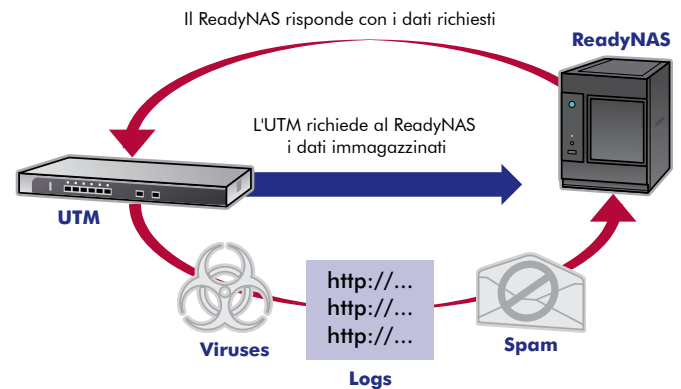 Il ReadyNAS risponde con i dati richiesti
ReadyNAS
L'UTM richiede al ReadyNAS
i dati immagazzinati
UTM
http://...
http://...
http://...
Viruses
Spam
Logs